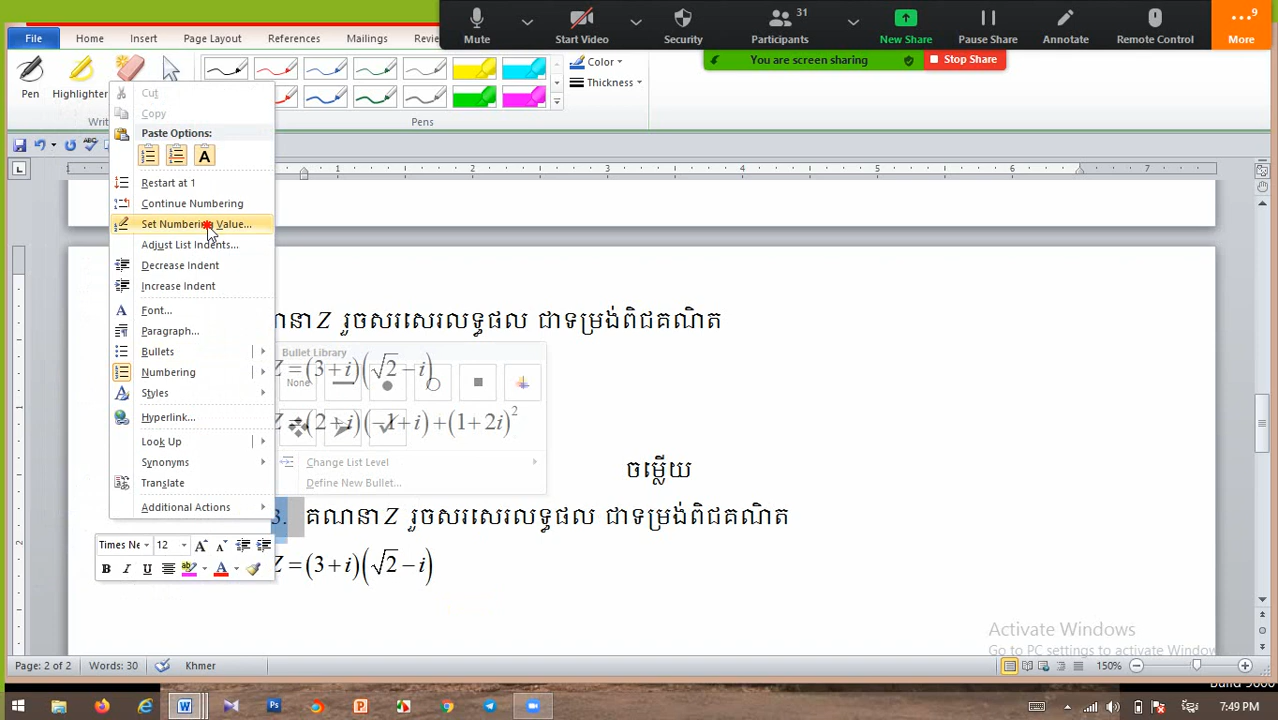 File Home Insert Page Layout References Mailings
Mute Start Video Security Participants 31 New Share Pause Share Annotate Remote Control 9 More
You are screen sharing Stop Share
Pen Highlighter
Color
Thickness
Pens
Cut
Copy
Paste Options:
Restart at 1
Continue Numbering
Set Numbering Value...
Adjust List Indents...
Decrease Indent
Increase Indent
Font...
Paragraph...
Bullets
Numbering
Styles
Hyperlink...
Look Up
Synonyms
Translate
Additional Actions
Times Ne 12
B I U
1 2 3 4 5 6 7
Z រួចសរសេរលទ្ធផល ជាទម្រង់ពិជគណិត
Bullet Library
None
Z = (3 + i)(√2 − i)
Z = (2 + i)(−1 + i) + (1 + 2i)²
Change List Level
Define New Bullet...
ចម្លើយ
3. គណនា Z រួចសរសេរលទ្ធផល ជាទម្រង់ពិជគណិត
Z = (3 + i)(√2 − i)
Activate Windows
Go to PC settings to activate Windows
Page: 2 of 2 Words: 30 Khmer 150%
7:49 PM